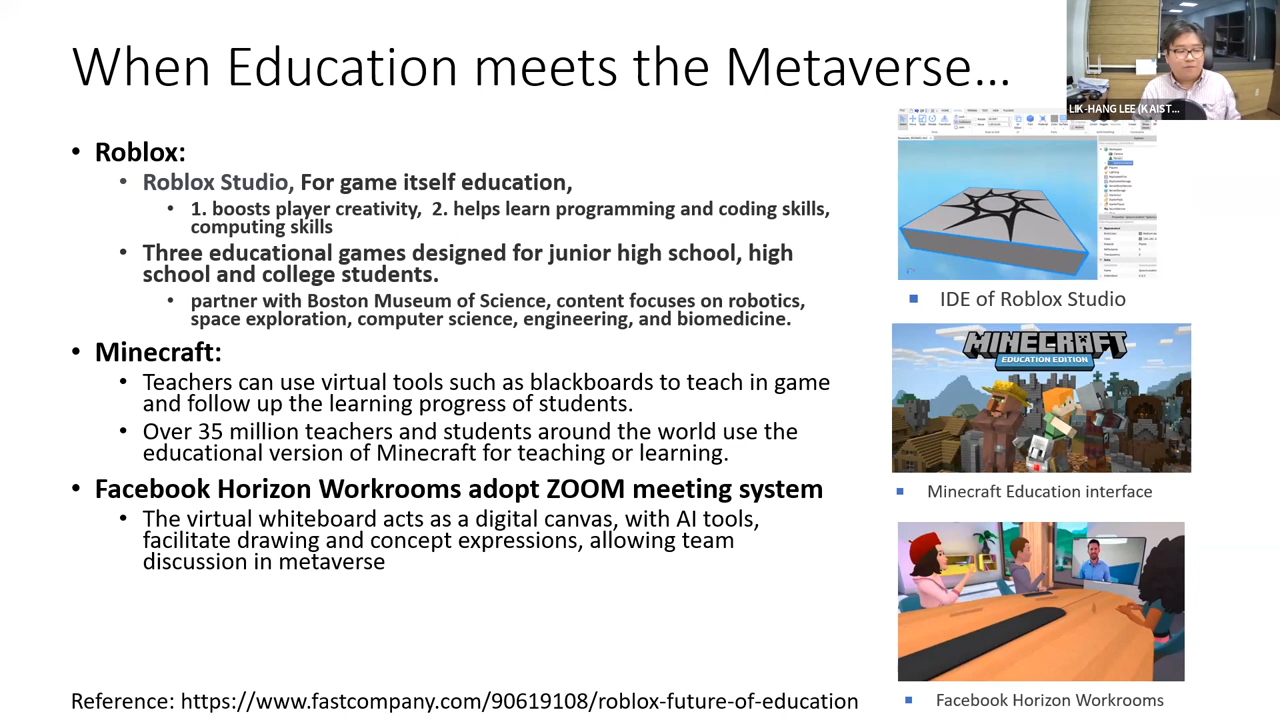 When Education meets the Metaverse...
LIK-HANG LEE (KAIST...
• Roblox:
• Roblox Studio, For game itself education,
• 1. boosts player creativity, 2. helps learn programming and coding skills,
computing skills
• Three educational games designed for junior high school, high
school and college students.
• partner with Boston Museum of Science, content focuses on robotics,
space exploration, computer science, engineering, and biomedicine.
• Minecraft:
• Teachers can use virtual tools such as blackboards to teach in game
and follow up the learning progress of students.
• Over 35 million teachers and students around the world use the
educational version of Minecraft for teaching or learning.
• Facebook Horizon Workrooms adopt ZOOM meeting system
• The virtual whiteboard acts as a digital canvas, with AI tools,
facilitate drawing and concept expressions, allowing team
discussion in metaverse
IDE of Roblox Studio
MINECRAFT
EDUCATION EDITION
Minecraft Education interface
Facebook Horizon Workrooms
Reference: https://www.fastcompany.com/90619108/roblox-future-of-education